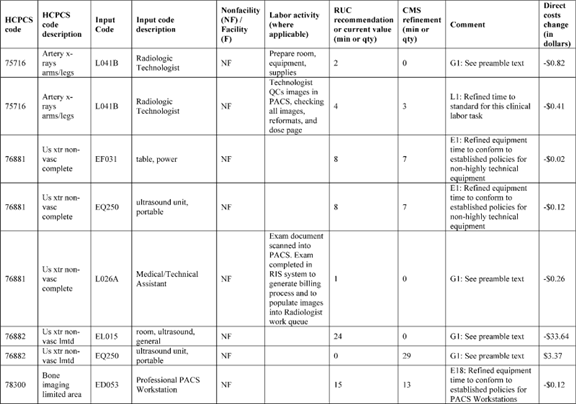 HCPCS code | HCPCS code description | Input Code | Input code description | Nonfacility (NF) / Facility (F) | Labor activity (where applicable) | RUC recommendation or current value (min or qty) | CMS refinement (min or qty) | Comment | Direct costs change (in dollars)
75716 | Artery x-rays arms/legs | L041B | Radiologic Technologist | NF | Prepare room, equipment, supplies | 2 | 0 | G1: See preamble text | -$0.82
75716 | Artery x-rays arms/legs | L041B | Radiologic Technologist | NF | Technologist QCs images in PACS, checking all images, reformats, and dose page | 4 | 3 | L1: Refined time to standard for this clinical labor task | -$0.41
76881 | Us xtr non-vasc complete | EF031 | table, power | NF | | 8 | 7 | E1: Refined equipment time to conform to established policies for non-highly technical equipment | -$0.02
76881 | Us xtr non-vasc complete | EQ250 | ultrasound unit, portable | NF | | 8 | 7 | E1: Refined equipment time to conform to established policies for non-highly technical equipment | -$0.12
76881 | Us xtr non-vasc complete | L026A | Medical/Technical Assistant | NF | Exam document scanned into PACS. Exam completed in RIS system to generate billing process and to populate images into Radiologist work queue | 1 | 0 | G1: See preamble text | -$0.26
76882 | Us xtr non-vasc lmtd | EL015 | room, ultrasound, general | NF | | 24 | 0 | G1: See preamble text | -$33.64
76882 | Us xtr non-vasc lmtd | EQ250 | ultrasound unit, portable | NF | | 0 | 29 | G1: See preamble text | $3.37
78300 | Bone imaging limited area | ED053 | Professional PACS Workstation | NF | | 15 | 13 | E18: Refined equipment time to conform to established policies for PACS Workstations | -$0.12